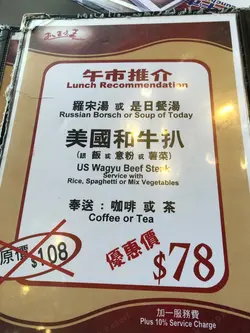 午市推介
Lunch Recommendation
羅宋湯 或 是日餐湯
Russian Borsch or Soup of Today
美國和牛扒
(跟 飯 或 意粉 或 薯菜)
US Wagyu Beef Steak
Service with
Rice, Spaghetti or Mix Vegetables
奉送：咖啡 或 茶
Coffee or Tea
原價 $108
優惠價 $78
加一服務費
Plus 10% Service Charge